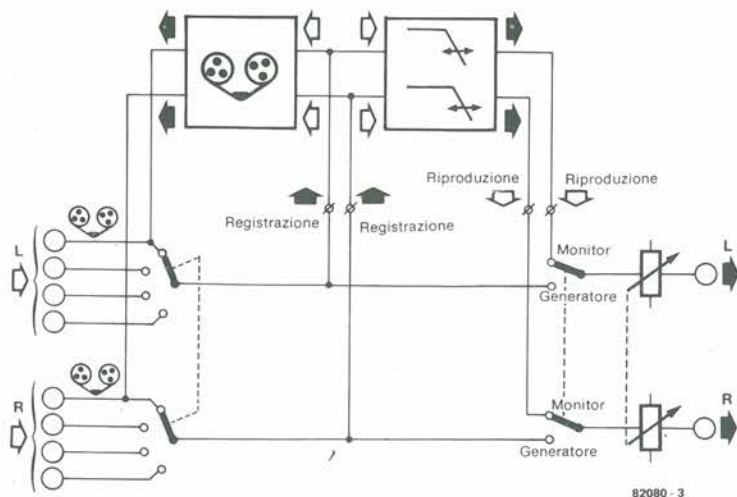 Riproduzione
Riproduzione
Registrazione
Registrazione
L
Monitor
L
Generatore
R
Monitor
R
Generatore
82080 - 3